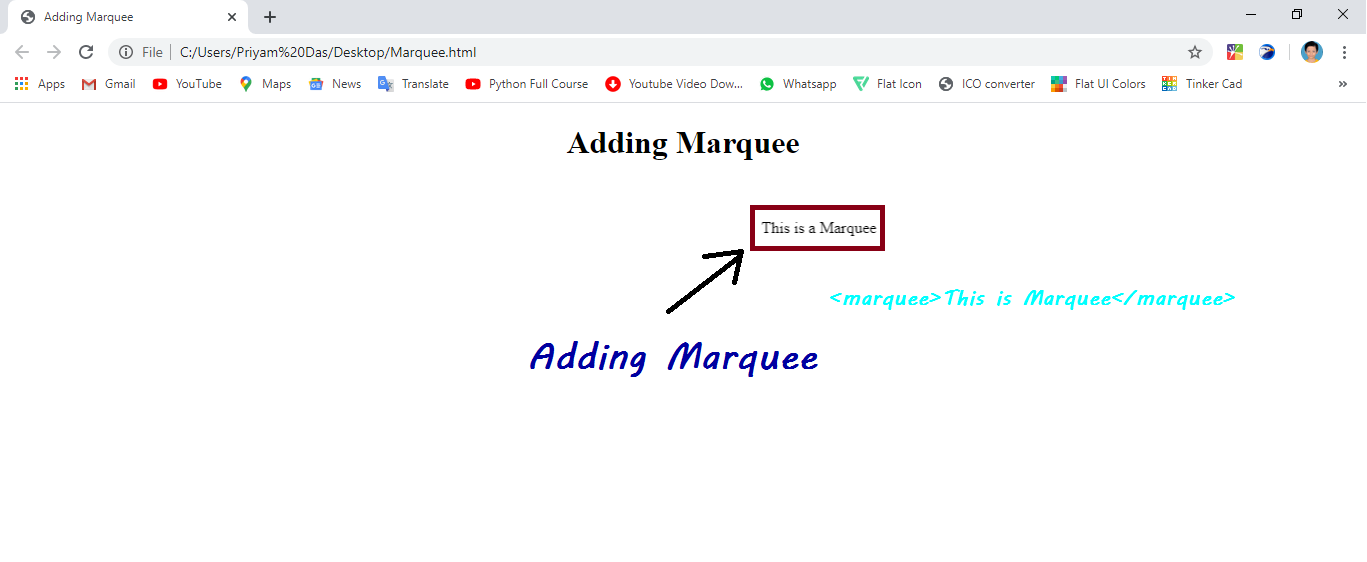 Adding Marquee
File C:/Users/Priyam%20Das/Desktop/Marquee.html
Apps Gmail YouTube Maps News Translate Python Full Course Youtube Video Dow... Whatsapp Flat Icon ICO converter Flat UI Colors Tinker Cad »
Adding Marquee
This is a Marquee
<marquee>This is Marquee</marquee>
Adding Marquee